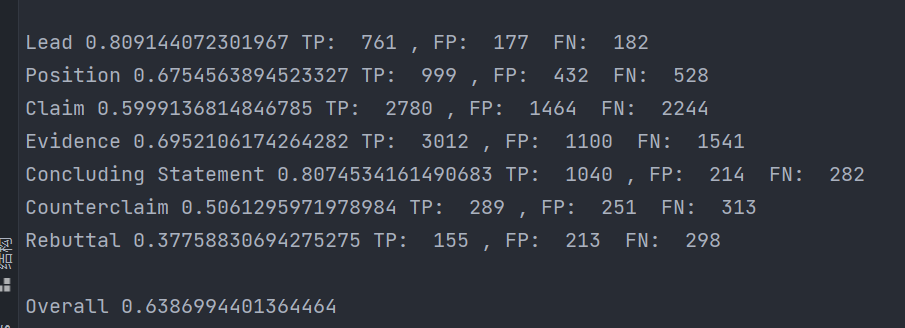 Lead 0.809144072301967 TP:  761 , FP:  177  FN:  182
Position 0.6754563894523327 TP:  999 , FP:  432  FN:  528
Claim 0.5999136814846785 TP:  2780 , FP:  1464  FN:  2244
Evidence 0.6952106174264282 TP:  3012 , FP:  1100  FN:  1541
Concluding Statement 0.8074534161490683 TP:  1040 , FP:  214  FN:  282
Counterclaim 0.5061295971978984 TP:  289 , FP:  251  FN:  313
Rebuttal 0.37758830694275275 TP:  155 , FP:  213  FN:  298
Overall 0.6386994401364464
结构